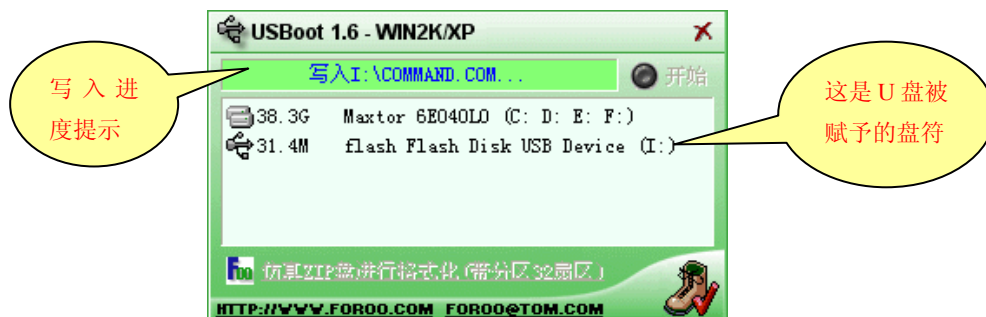 USBoot 1.6 - WIN2K/XP
写入进
度提示
写入I:\COMMAND.COM...
开始
38.3G Maxtor 6E040L0 (C: D: E: F:)
31.4M flash Flash Disk USB Device (I:)
这是 U 盘被
赋予的盘符
Foo 仿真ZIP盘进行格式化(带分区32扇区)
HTTP://WWW.FOROO.COM FOROO@TOM.COM